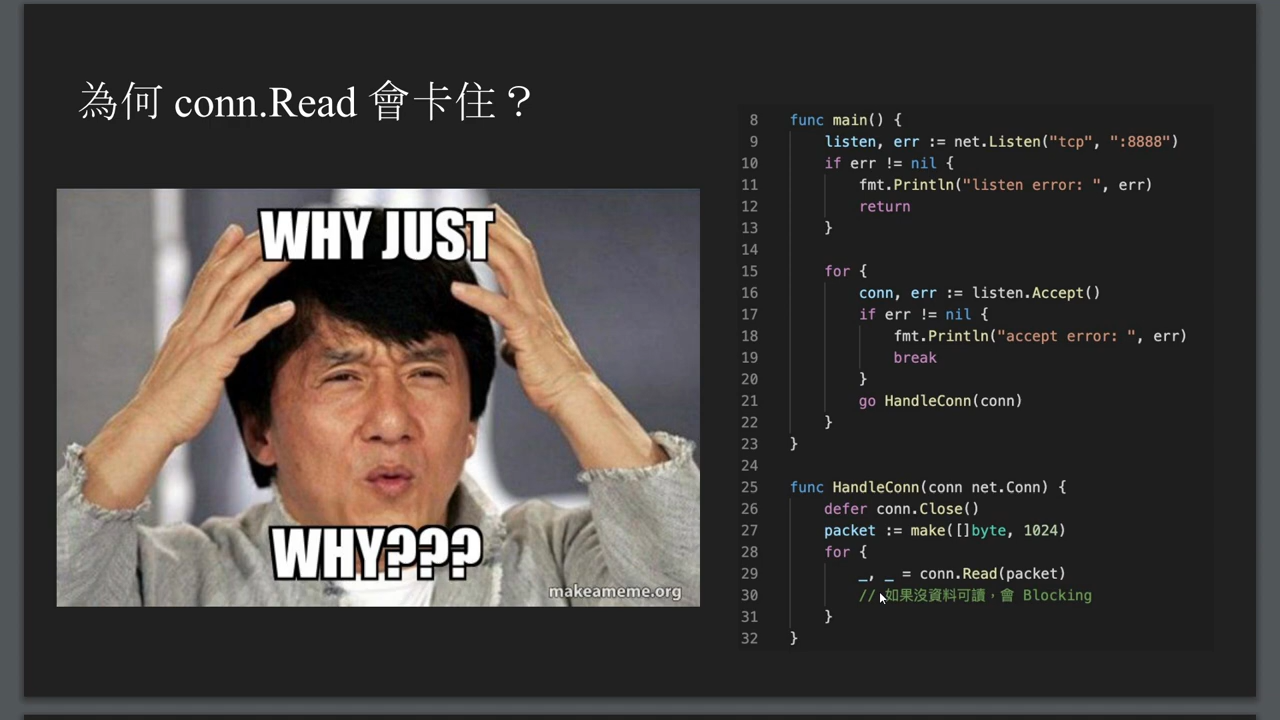 為何 conn.Read 會卡住？
WHY JUST
WHY???
makeameme.org
8 func main() {
9 listen, err := net.Listen("tcp", ":8888")
10 if err != nil {
11 fmt.Println("listen error: ", err)
12 return
13 }
14
15 for {
16 conn, err := listen.Accept()
17 if err != nil {
18 fmt.Println("accept error: ", err)
19 break
20 }
21 go HandleConn(conn)
22 }
23 }
24
25 func HandleConn(conn net.Conn) {
26 defer conn.Close()
27 packet := make([]byte, 1024)
28 for {
29 _, _ = conn.Read(packet)
30 // 如果沒資料可讀，會 Blocking
31 }
32 }